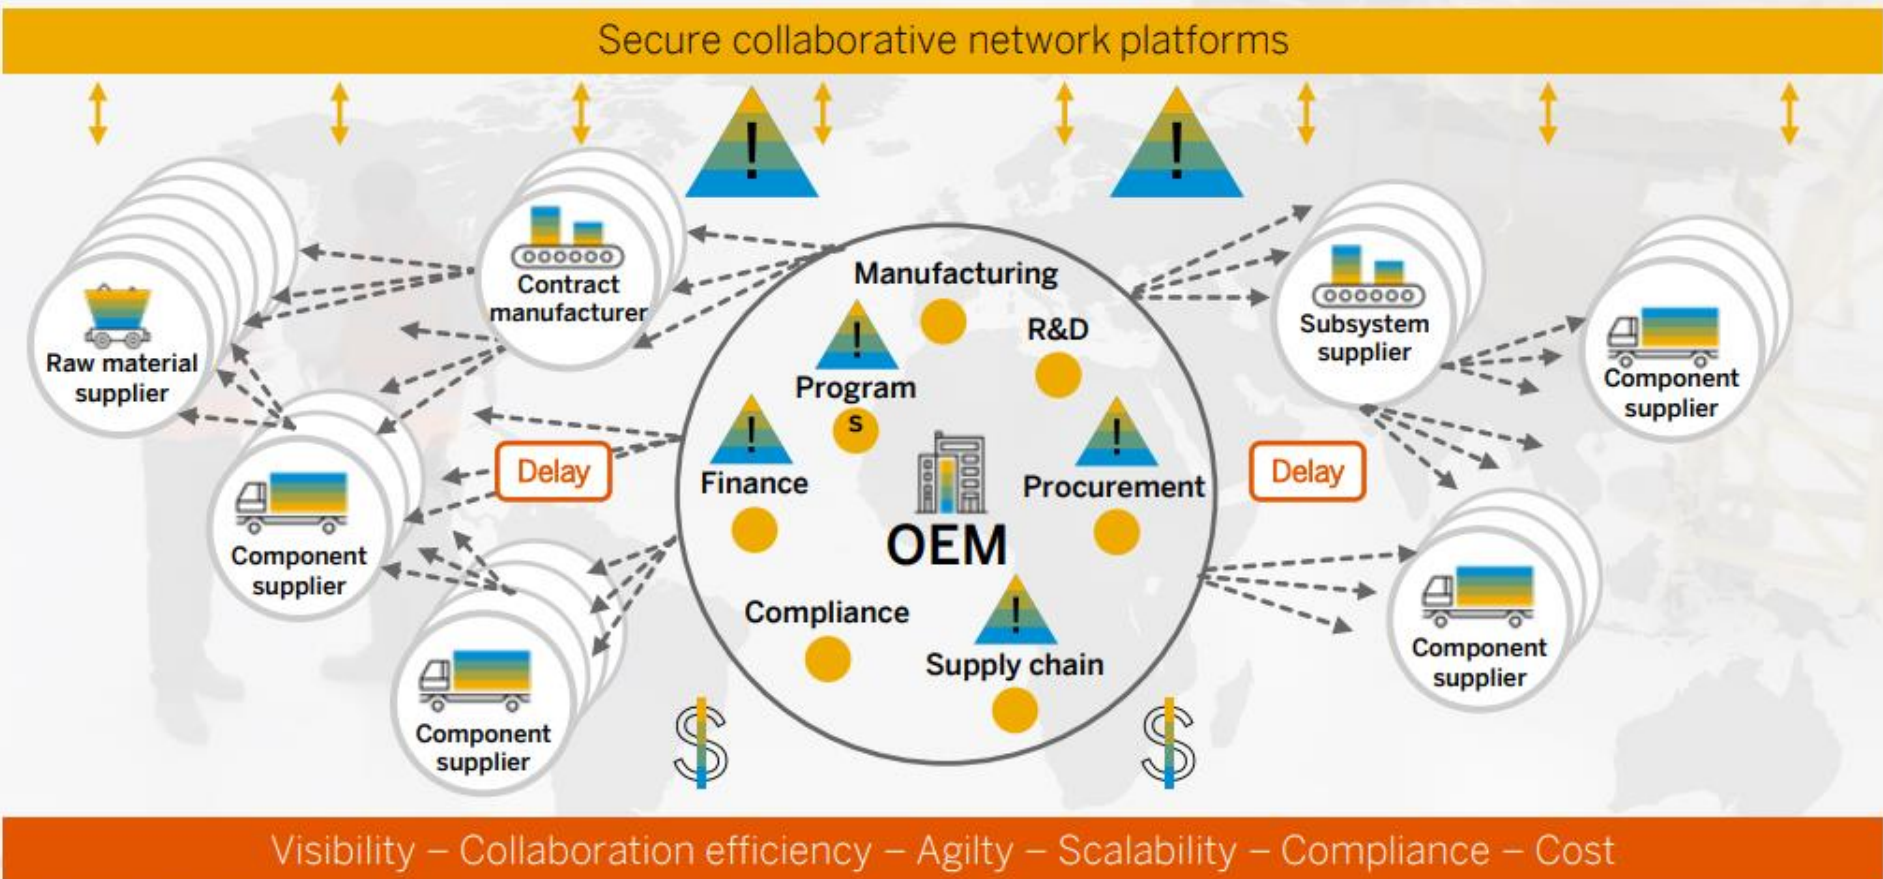 Secure collaborative network platforms
!
!
Contract
manufacturer
Raw material
supplier
Component
supplier
Component
supplier
Delay
Manufacturing
R&D
!
Program
s
!
Finance
!
Procurement
OEM
Compliance
!
Supply chain
Delay
Subsystem
supplier
Component
supplier
Component
supplier
$
$
Visibility – Collaboration efficiency – Agilty – Scalability – Compliance – Cost